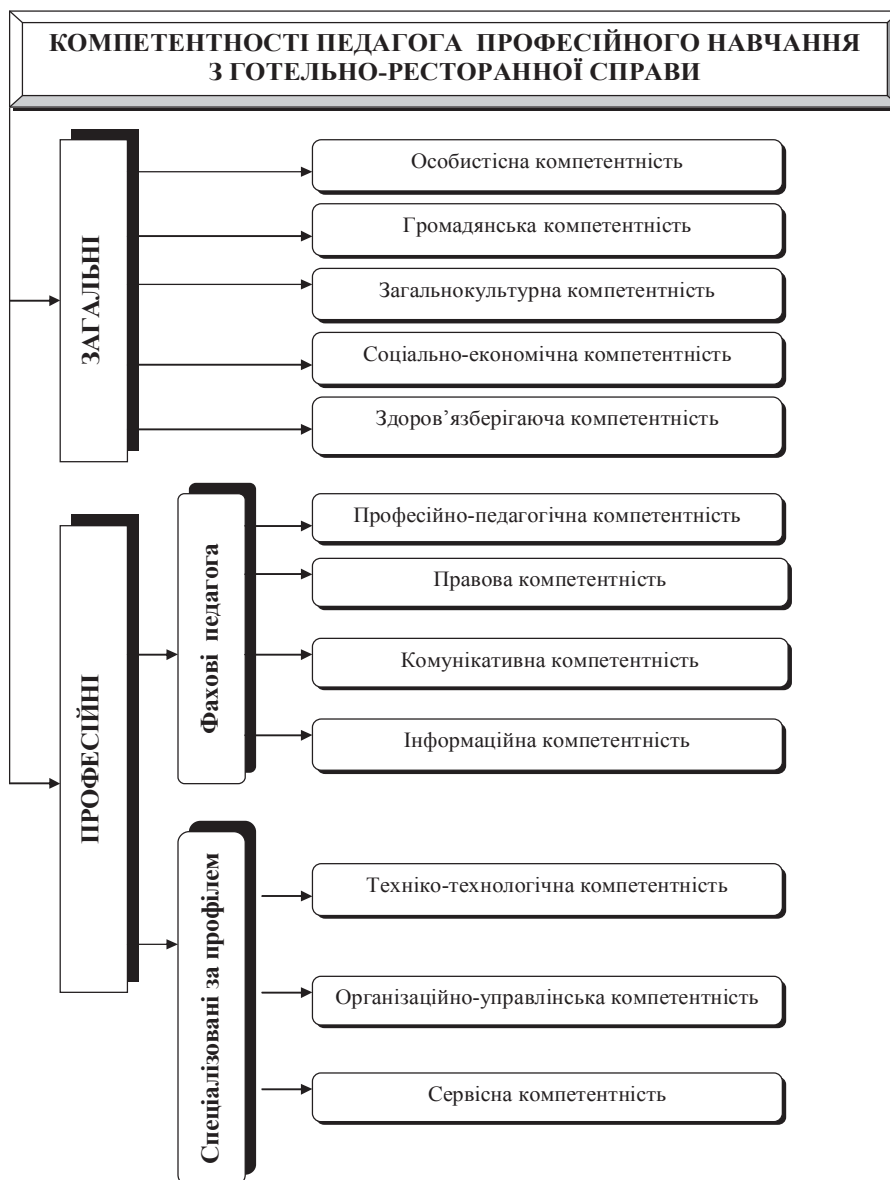 КОМПЕТЕНТНОСТІ ПЕДАГОГА ПРОФЕСІЙНОГО НАВЧАННЯ
З ГОТЕЛЬНО-РЕСТОРАННОЇ СПРАВИ
ЗАГАЛЬНІ
Особистісна компетентність
Громадянська компетентність
Загальнокультурна компетентність
Соціально-економічна компетентність
Здоров’язберігаюча компетентність
ПРОФЕСІЙНІ
Фахові педагога
Професійно-педагогічна компетентність
Правова компетентність
Комунікативна компетентність
Інформаційна компетентність
Спеціалізовані за профілем
Техніко-технологічна компетентність
Організаційно-управлінська компетентність
Сервісна компетентність